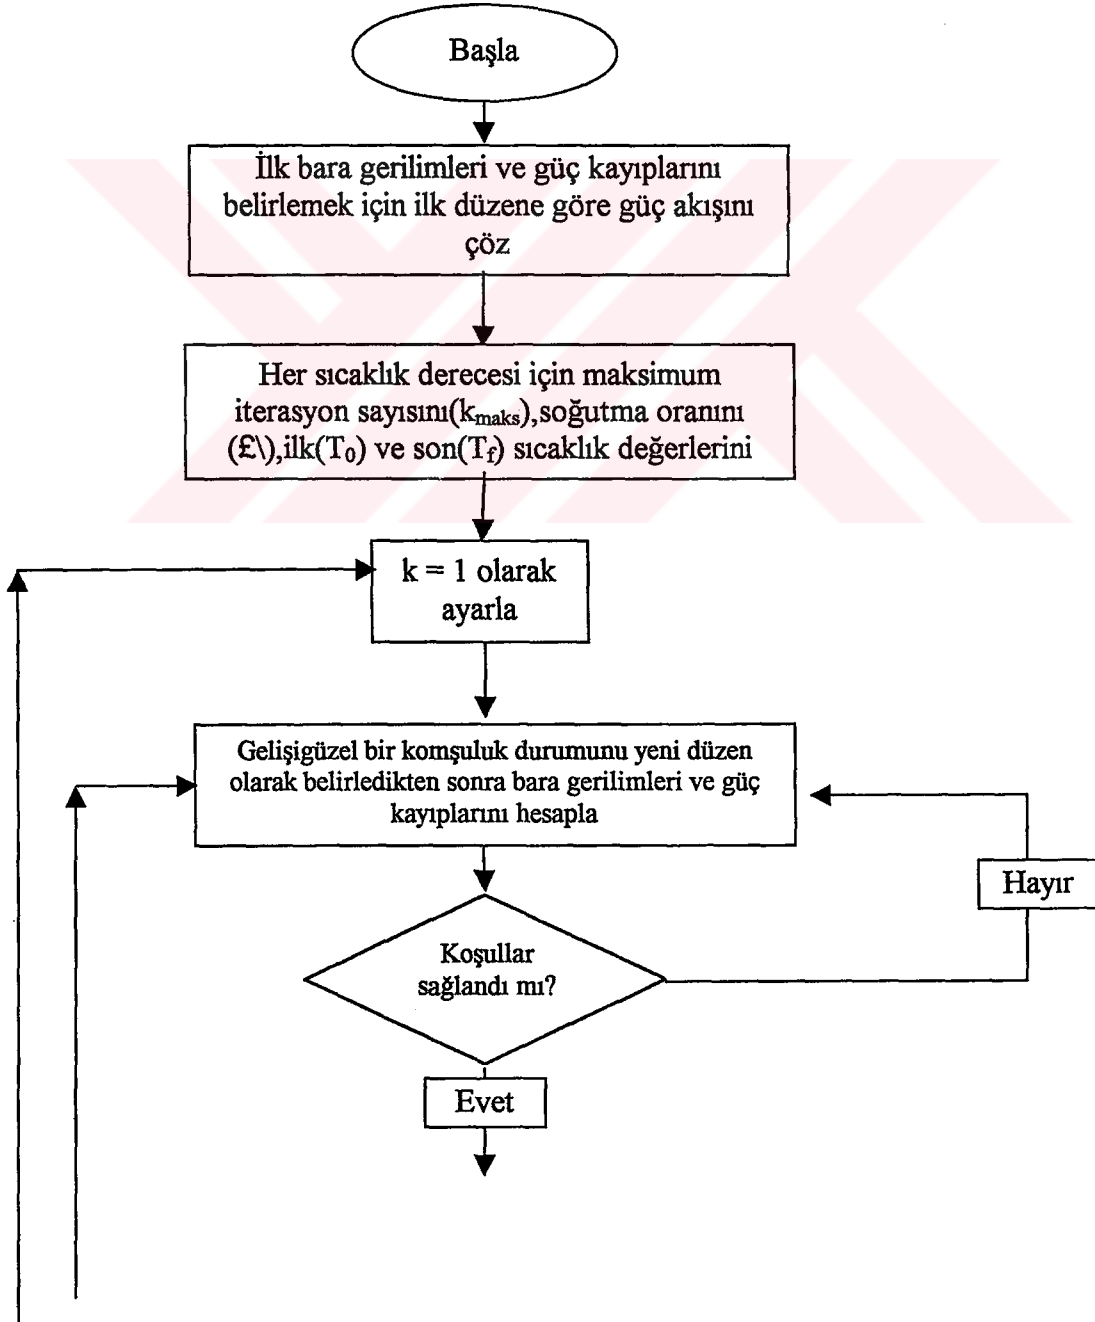 Başla
İlk bara gerilimleri ve güç kayıplarını
belirlemek için ilk düzene göre güç akışını
çöz
Her sıcaklık derecesi için maksimum
iterasyon sayısını(kmaks),soğutma oranını
(£\),ilk(T0) ve son(Tf) sıcaklık değerlerini
k = 1 olarak
ayarla
Gelişigüzel bir komşuluk durumunu yeni düzen
olarak belirledikten sonra bara gerilimleri ve güç
kayıplarını hesapla
Hayır
Koşullar
sağlandı mı?
Evet